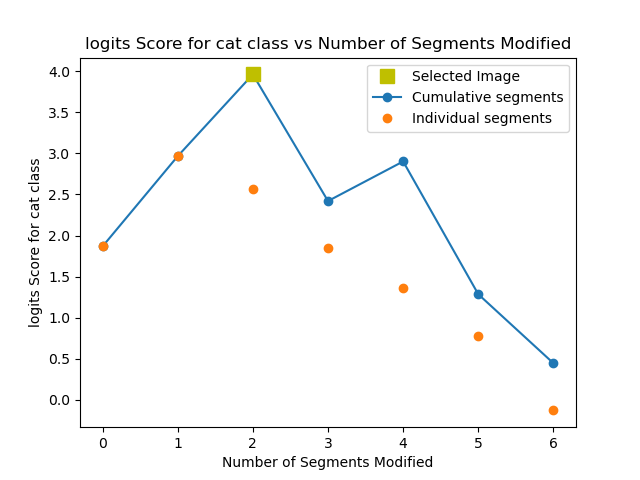 logits Score for cat class vs Number of Segments Modified
Selected Image
Cumulative segments
Individual segments
logits Score for cat class
4.0
3.5
3.0
2.5
2.0
1.5
1.0
0.5
0.0
0 1 2 3 4 5 6
Number of Segments Modified